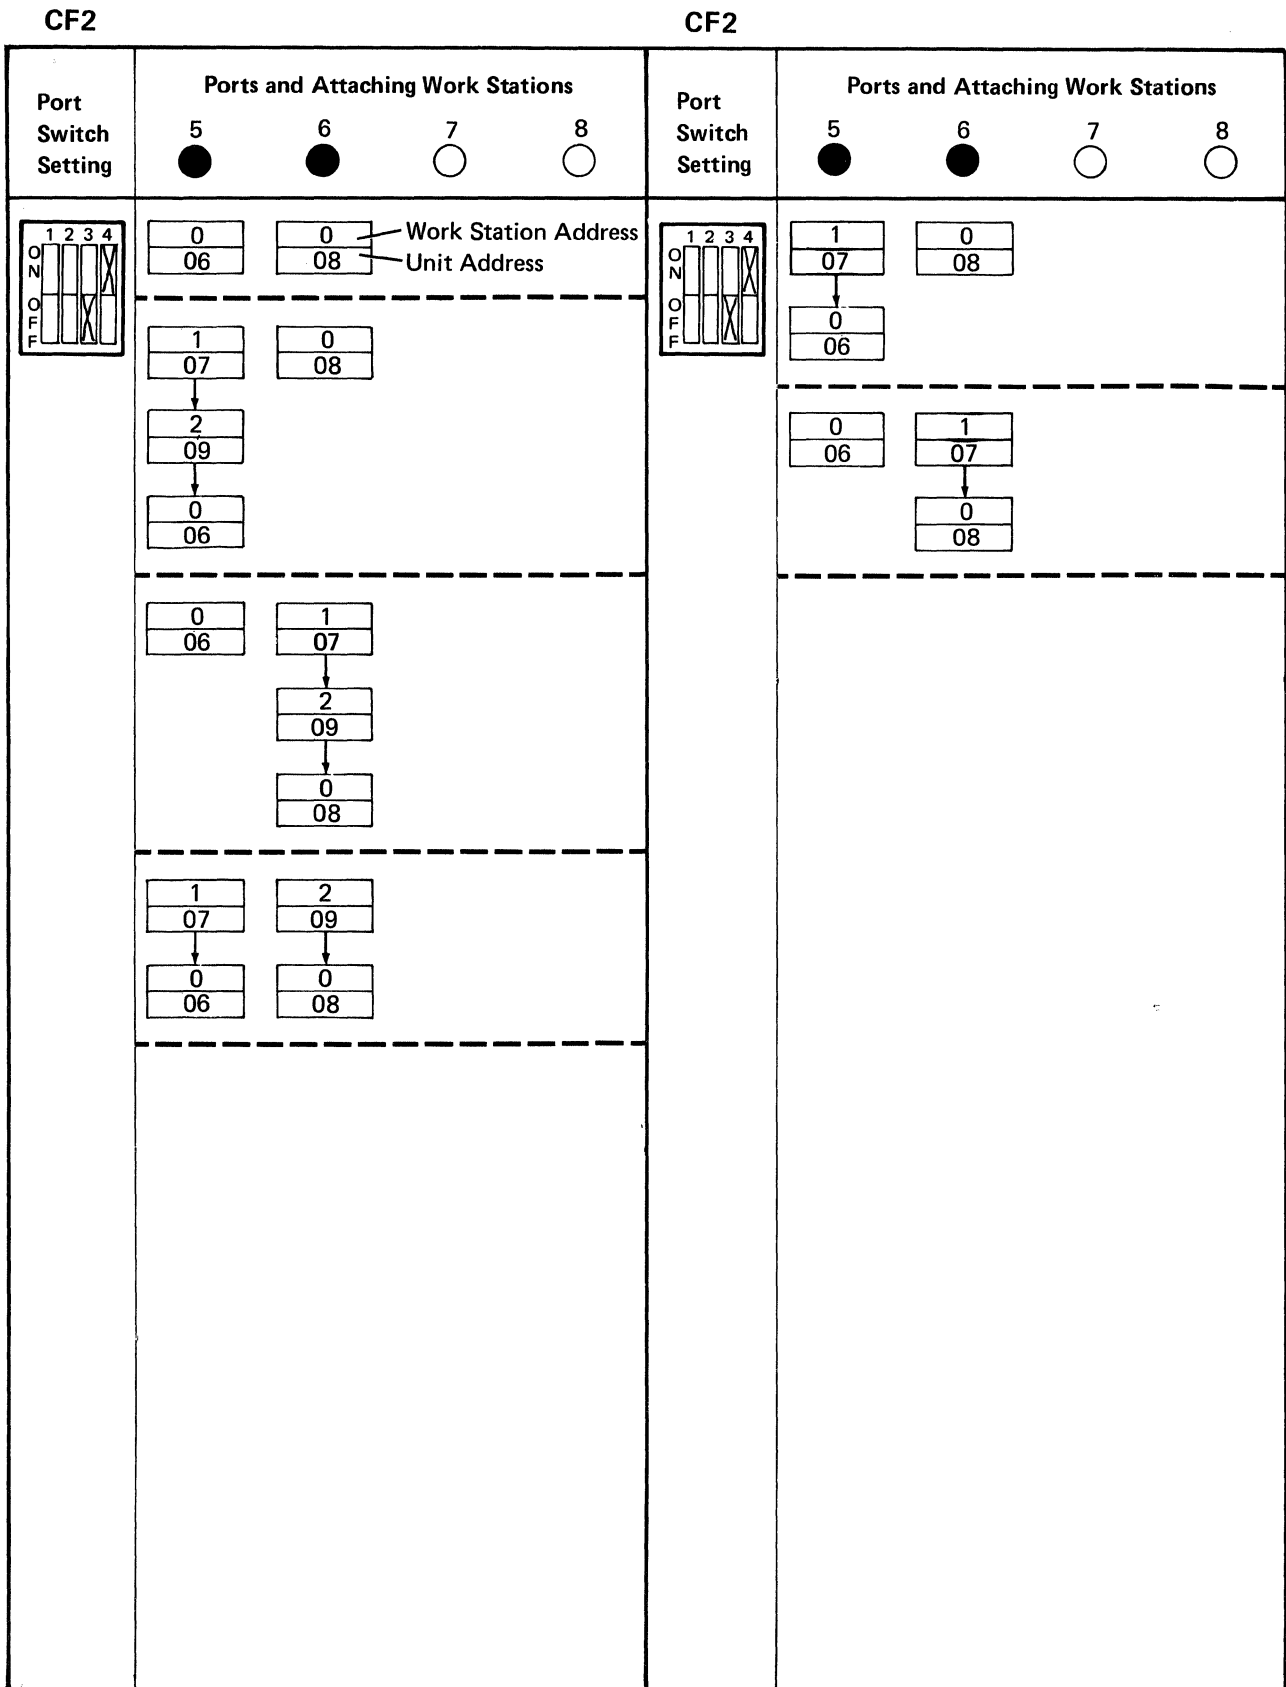 CF2
Port
Switch
Setting
Ports and Attaching Work Stations
5 6 7 8
1 2 3 4
ON
OFF
0 0 Work Station Address
06 08 Unit Address
1 0
07 08
2
09
0
06
0 1
06 07
2
09
0
08
1 2
07 09
0 0
06 08
CF2
Port
Switch
Setting
Ports and Attaching Work Stations
5 6 7 8
1 2 3 4
ON
OFF
1 0
07 08
0
06
0 1
06 07
0
08